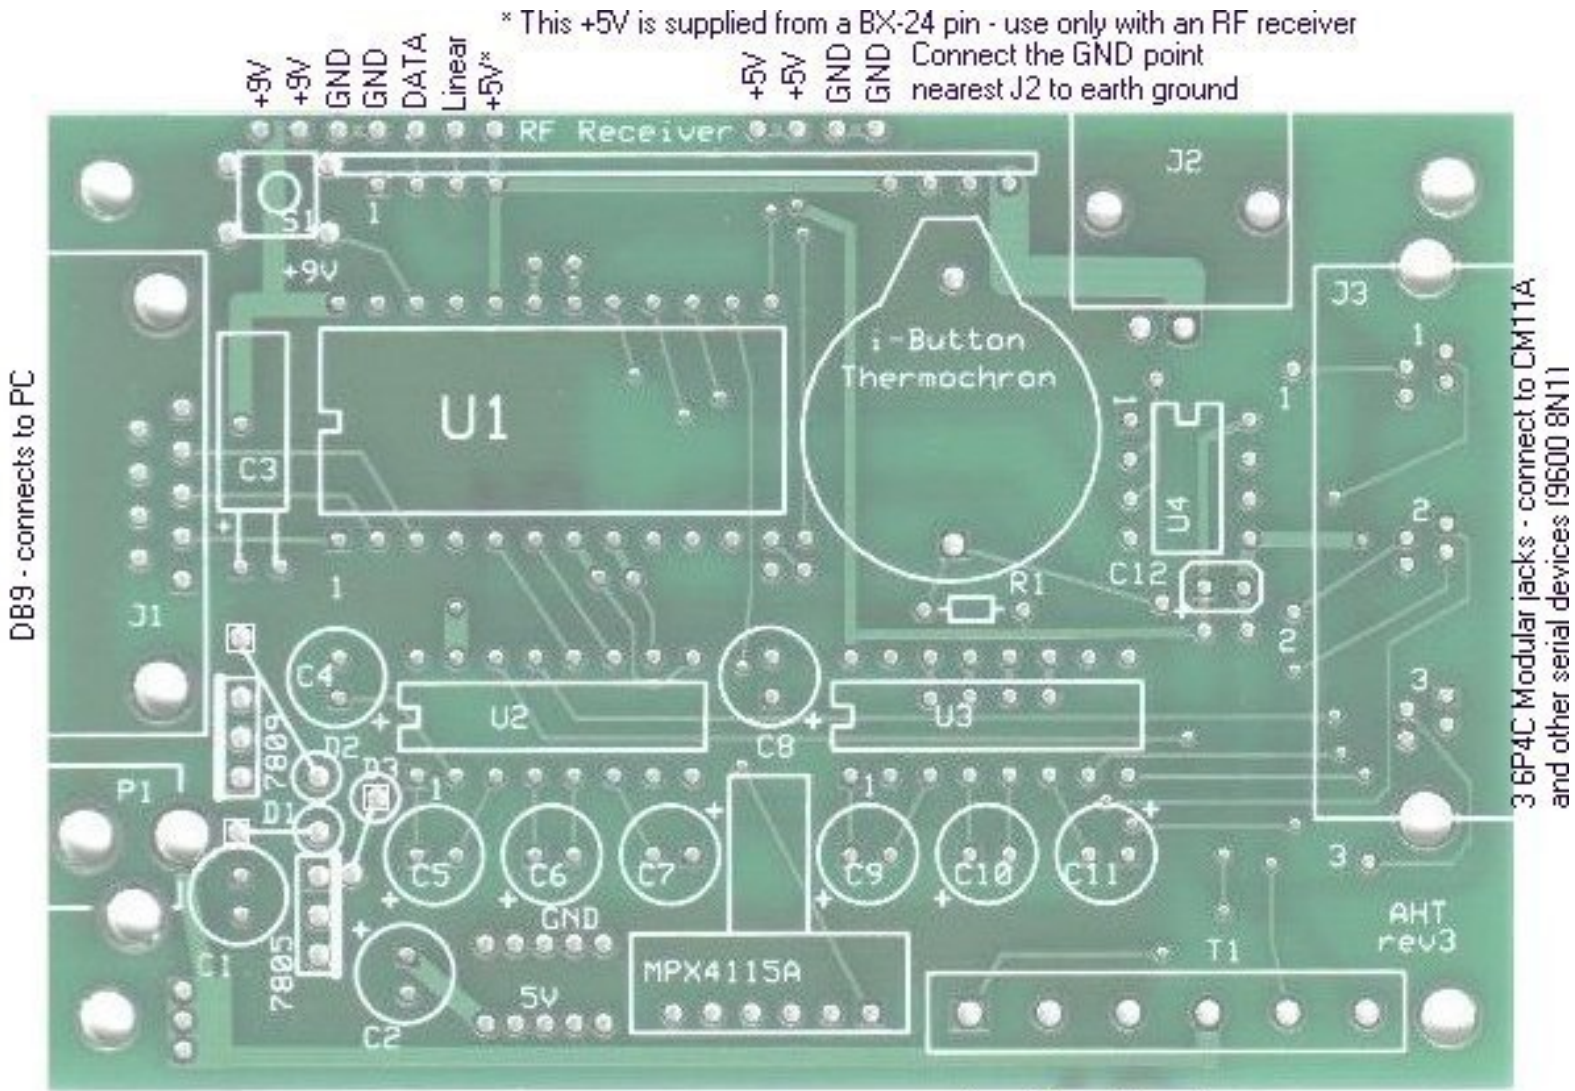 * This +5V is supplied from a BX-24 pin - use only with an RF receiver
Connect the GND point
nearest J2 to earth ground
+9V
+9V
GND
GND
DATA
Linear
+5V*
+5V
+5V
GND
GND
RF Receiver
J2
S1
1
+9V
J3
1
i-Button
Thermochron
U1
C3
+
1
1
U4
2
DB9 - connects to PC
3 6P4C Modular jacks - connect to CM11A
and other serial devices (9600 8N1)
J1
1
R1
C12
+
2
C4
+
U2
C8
+
U3
3
7809
D2
D3
P1
D1
1
1
+
+
C5
C6
C7
C9
C10
C11
3
+
+
+
+
GND
AHT
rev3
C1
7805
+
MPX4115A
T1
5V
C2